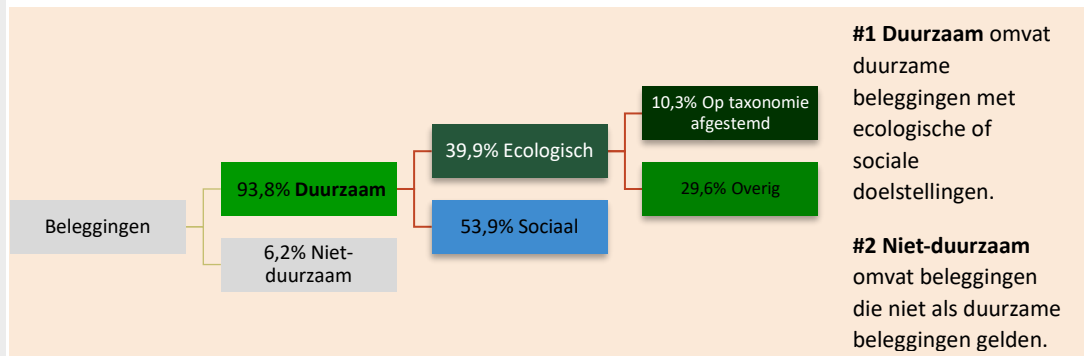 Beleggingen
93,8% Duurzaam
6,2% Niet-
duurzaam
39,9% Ecologisch
53,9% Sociaal
10,3% Op taxonomie
afgestemd
29,6% Overig
#1 Duurzaam omvat
duurzame
beleggingen met
ecologische of
sociale
doelstellingen.
#2 Niet-duurzaam
omvat beleggingen
die niet als duurzame
beleggingen gelden.